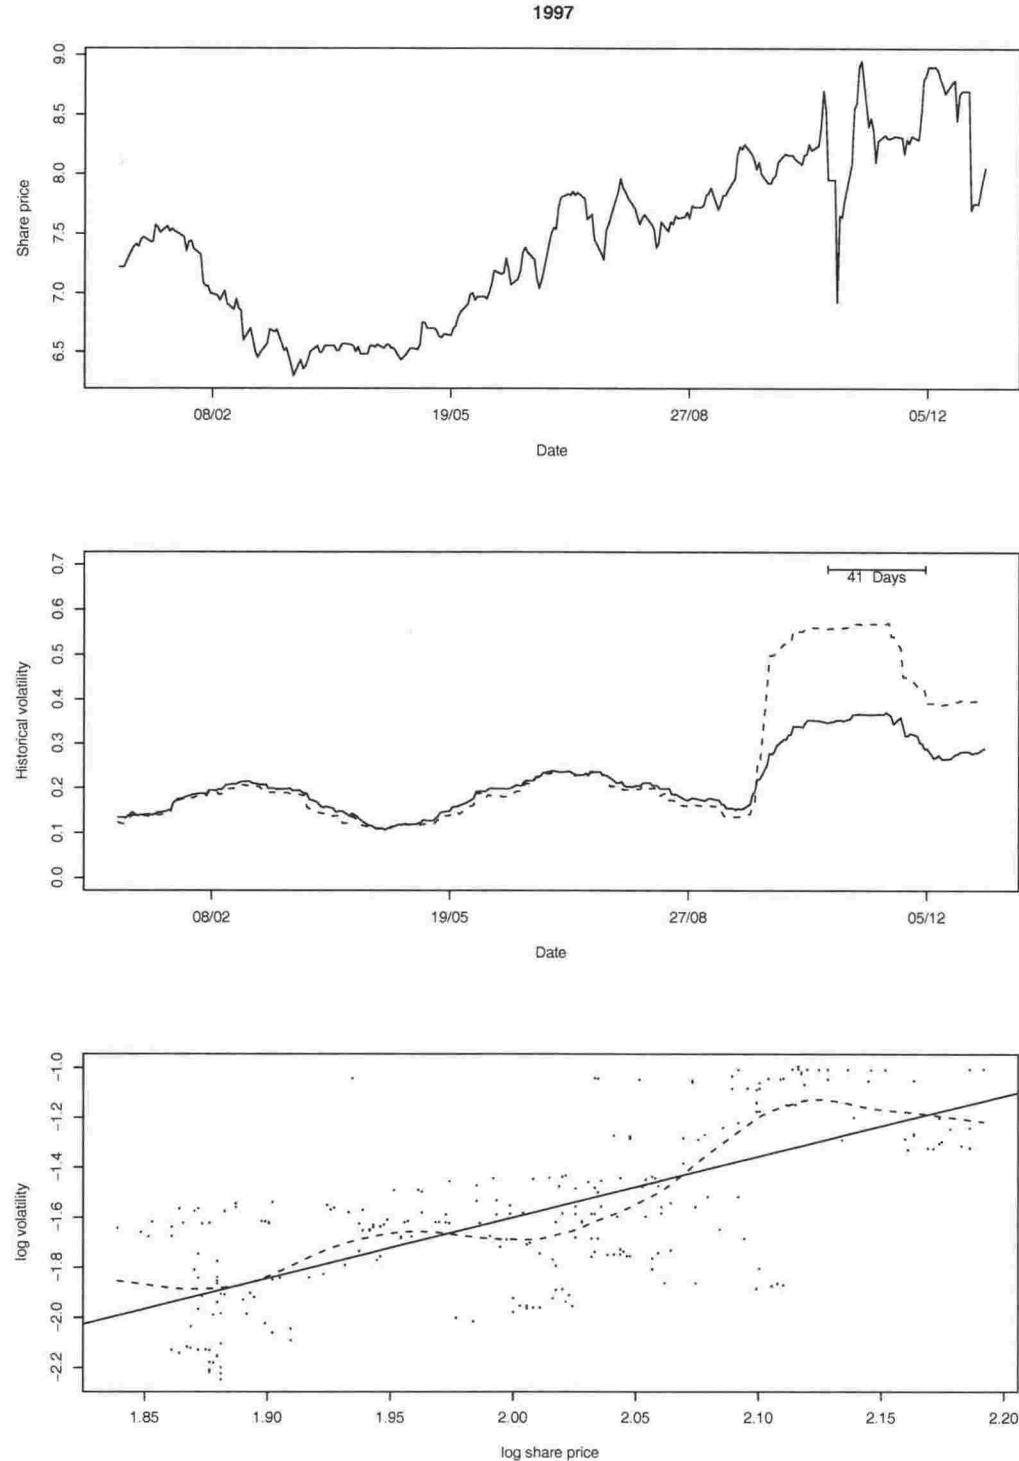 1997
9.0
8.5
8.0
7.5
7.0
6.5
Share price
08/02 19/05 27/08 05/12
Date
0.7
0.6
0.5
0.4
0.3
0.2
0.1
0.0
Historical volatility
41 Days
08/02 19/05 27/08 05/12
Date
-1.0
-1.2
-1.4
-1.6
-1.8
-2.0
-2.2
log volatility
1.85 1.90 1.95 2.00 2.05 2.10 2.15 2.20
log share price